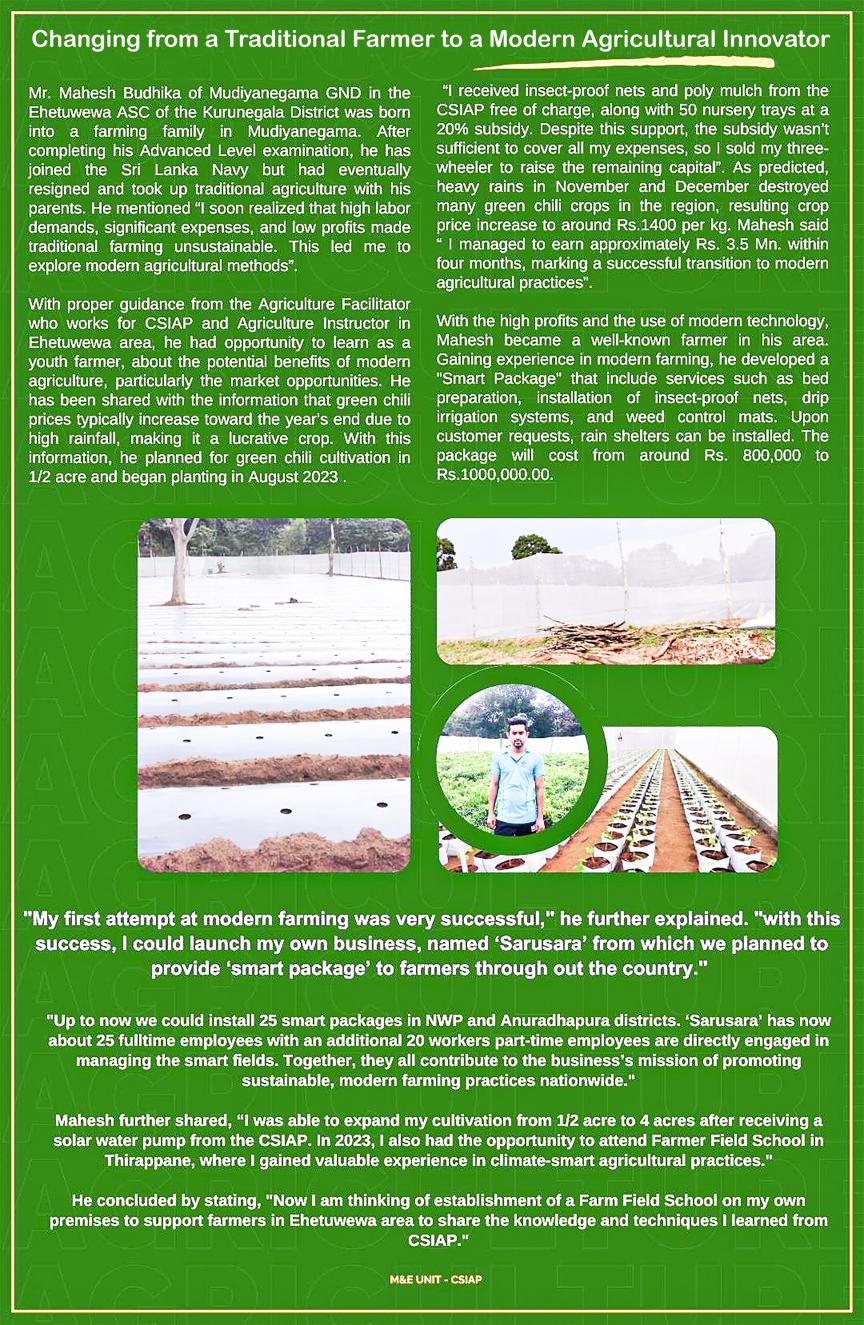 Changing from a Traditional Farmer to a Modern Agricultural Innovator
Mr. Mahesh Budhika of Mudiyanegama GND in the
Ehetuwewa ASC of the Kurunegala District was born
into a farming family in Mudiyanegama. After
completing his Advanced Level examination, he has
joined the Sri Lanka Navy but had eventually
resigned and took up traditional agriculture with his
parents. He mentioned “I soon realized that high labor
demands, significant expenses, and low profits made
traditional farming unsustainable. This led me to
explore modern agricultural methods”.
With proper guidance from the Agriculture Facilitator
who works for CSIAP and Agriculture Instructor in
Ehetuwewa area, he had opportunity to learn as a
youth farmer, about the potential benefits of modern
agriculture, particularly the market opportunities. He
has been shared with the information that green chili
prices typically increase toward the year's end due to
high rainfall, making it a lucrative crop. With this
information, he planned for green chili cultivation in
1/2 acre and began planting in August 2023 .
“I received insect-proof nets and poly mulch from the
CSIAP free of charge, along with 50 nursery trays at a
20% subsidy. Despite this support, the subsidy wasn’t
sufficient to cover all my expenses, so I sold my three-
wheeler to raise the remaining capital”. As predicted,
heavy rains in November and December destroyed
many green chili crops in the region, resulting crop
price increase to around Rs.1400 per kg. Mahesh said
“ I managed to earn approximately Rs. 3.5 Mn. within
four months, marking a successful transition to modern
agricultural practices”.
With the high profits and the use of modern technology,
Mahesh became a well-known farmer in his area.
Gaining experience in modern farming, he developed a
"Smart Package" that include services such as bed
preparation, installation of insect-proof nets, drip
irrigation systems, and weed control mats. Upon
customer requests, rain shelters can be installed. The
package will cost from around Rs. 800,000 to
Rs.1000,000.00.
"My first attempt at modern farming was very successful," he further explained. "with this
success, I could launch my own business, named ‘Sarusara’ from which we planned to
provide ‘smart package’ to farmers through out the country."
"Up to now we could install 25 smart packages in NWP and Anuradhapura districts. ‘Sarusara’ has now
about 25 fulltime employees with an additional 20 workers part-time employees are directly engaged in
managing the smart fields. Together, they all contribute to the business’s mission of promoting
sustainable, modern farming practices nationwide."
Mahesh further shared, “I was able to expand my cultivation from 1/2 acre to 4 acres after receiving a
solar water pump from the CSIAP. In 2023, I also had the opportunity to attend Farmer Field School in
Thirappane, where I gained valuable experience in climate-smart agricultural practices."
He concluded by stating, "Now I am thinking of establishment of a Farm Field School on my own
premises to support farmers in Ehetuwewa area to share the knowledge and techniques I learned from
CSIAP."
M&E UNIT - CSIAP